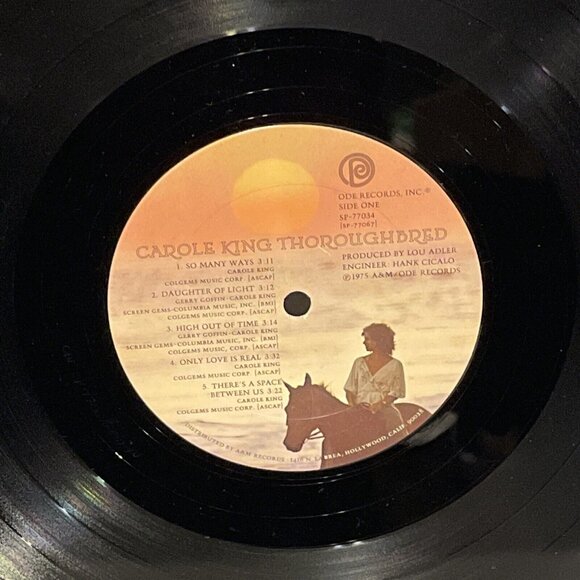 ODE RECORDS, INC.®
SIDE ONE
SP-77034
(SP-77067)
CAROLE KING THOROUGHBRED
PRODUCED BY LOU ADLER
ENGINEER: HANK CICALO
℗1975 A&M/ODE RECORDS
1. SO MANY WAYS 3:11
CAROLE KING
COLGEMS MUSIC CORP. (ASCAP)
2. DAUGHTER OF LIGHT 3:12
GERRY GOFFIN-CAROLE KING
SCREEN GEMS-COLUMBIA MUSIC, INC. (BMI)
COLGEMS MUSIC CORP. (ASCAP)
3. HIGH OUT OF TIME 3:14
GERRY GOFFIN-CAROLE KING
SCREEN GEMS-COLUMBIA MUSIC, INC. (BMI)
COLGEMS MUSIC, CORP. (ASCAP)
4. ONLY LOVE IS REAL 3:32
CAROLE KING
COLGEMS MUSIC CORP. (ASCAP)
5. THERE'S A SPACE
BETWEEN US 3:22
CAROLE KING
COLGEMS MUSIC CORP. (ASCAP)
DISTRIBUTED BY A&M RECORDS · 1416 N. LA BREA, HOLLYWOOD, CALIF. 90028